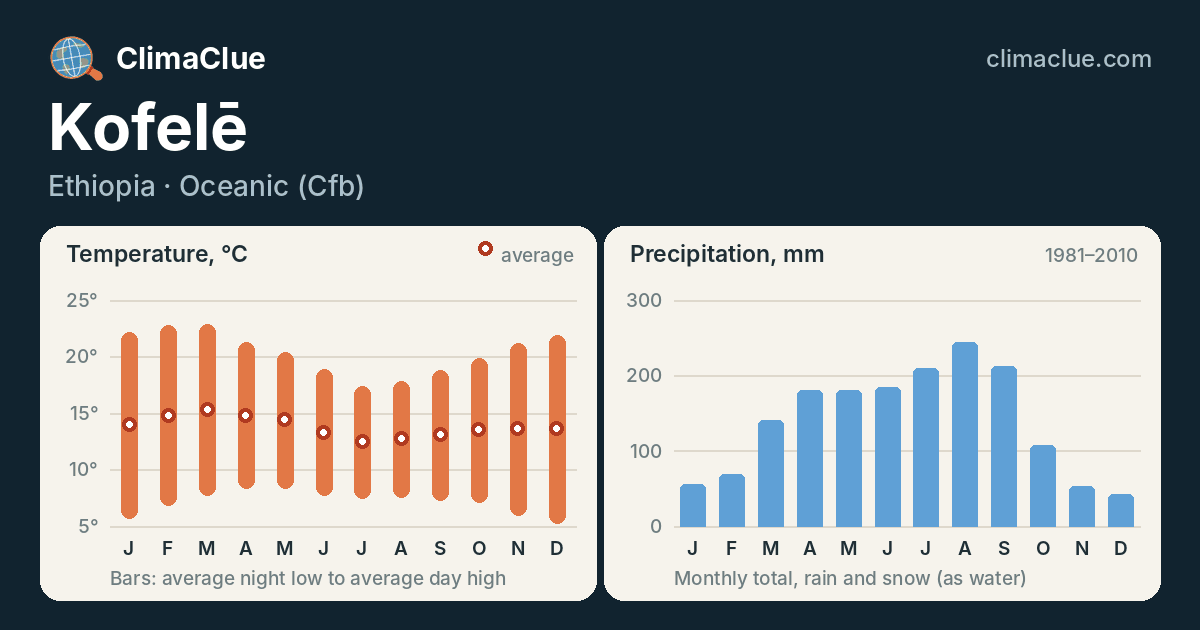 ClimaClue
climaclue.com
Kofelē
Ethiopia · Oceanic (Cfb)
Temperature, °C
average
25°
20°
15°
10°
5°
J F M A M J J A S O N D
Bars: average night low to average day high
Precipitation, mm
1981–2010
300
200
100
0
J F M A M J J A S O N D
Monthly total, rain and snow (as water)